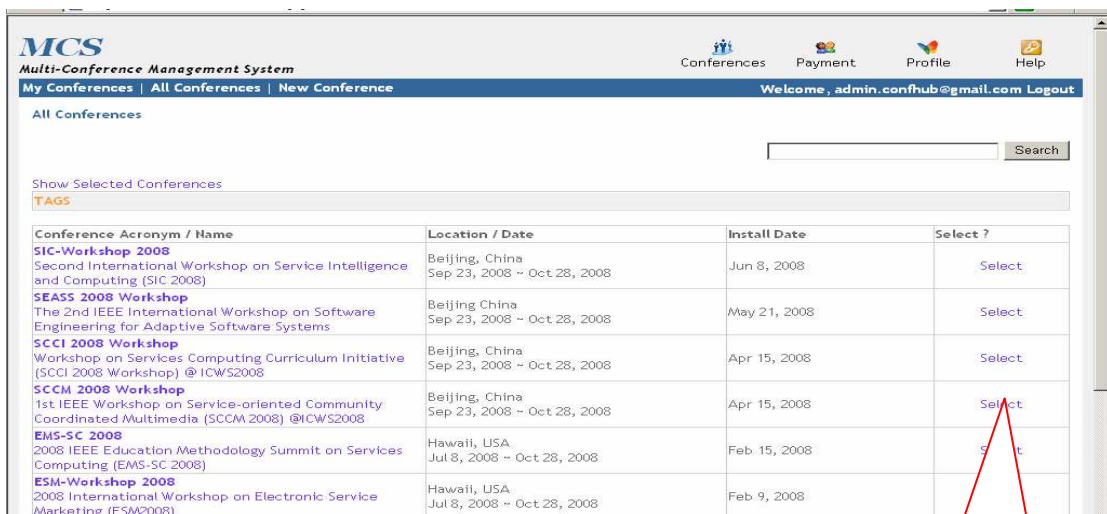 MCS
Multi-Conference Management System
Conferences Payment Profile Help
My Conferences | All Conferences | New Conference Welcome, admin.confhub@gmail.com Logout
All Conferences
Search
Show Selected Conferences
TAGS
Conference Acronym / Name Location / Date Install Date Select ?
SIC-Workshop 2008
Second International Workshop on Service Intelligence
and Computing (SIC 2008)
Beijing, China
Sep 23, 2008 ~ Oct 28, 2008
Jun 8, 2008
Select
SEASS 2008 Workshop
The 2nd IEEE International Workshop on Software
Engineering for Adaptive Software Systems
Beijing China
Sep 23, 2008 ~ Oct 28, 2008
May 21, 2008
Select
SCCI 2008 Workshop
Workshop on Services Computing Curriculum Initiative
(SCCI 2008 Workshop) @ ICWS2008
Beijing, China
Sep 23, 2008 ~ Oct 28, 2008
Apr 15, 2008
Select
SCCM 2008 Workshop
1st IEEE Workshop on Service-oriented Community
Coordinated Multimedia (SCCM 2008) @ICWS2008
Beijing, China
Sep 23, 2008 ~ Oct 28, 2008
Apr 15, 2008
Select
EMS-SC 2008
2008 IEEE Education Methodology Summit on Services
Computing (EMS-SC 2008)
Hawaii, USA
Jul 8, 2008 ~ Oct 28, 2008
Feb 15, 2008
ESM-Workshop 2008
2008 International Workshop on Electronic Service
Marketing (ESM2008)
Hawaii, USA
Jul 8, 2008 ~ Oct 28, 2008
Feb 9, 2008